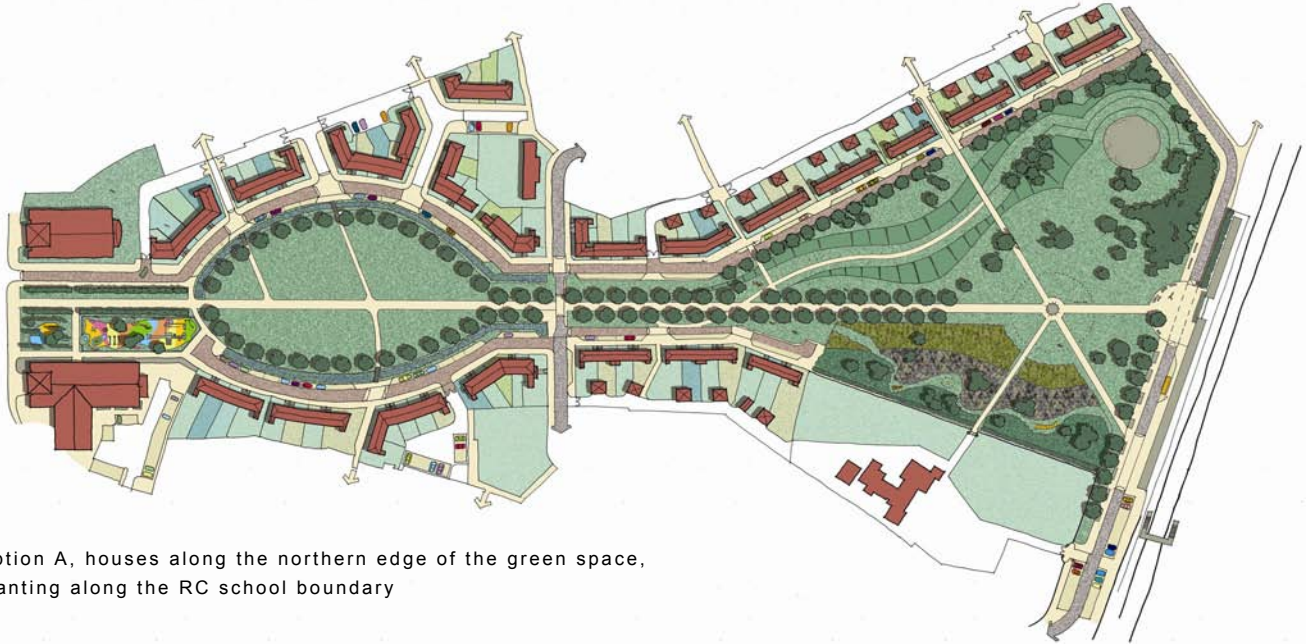 ption A, houses along the northern edge of the green space,
anting along the RC school boundary